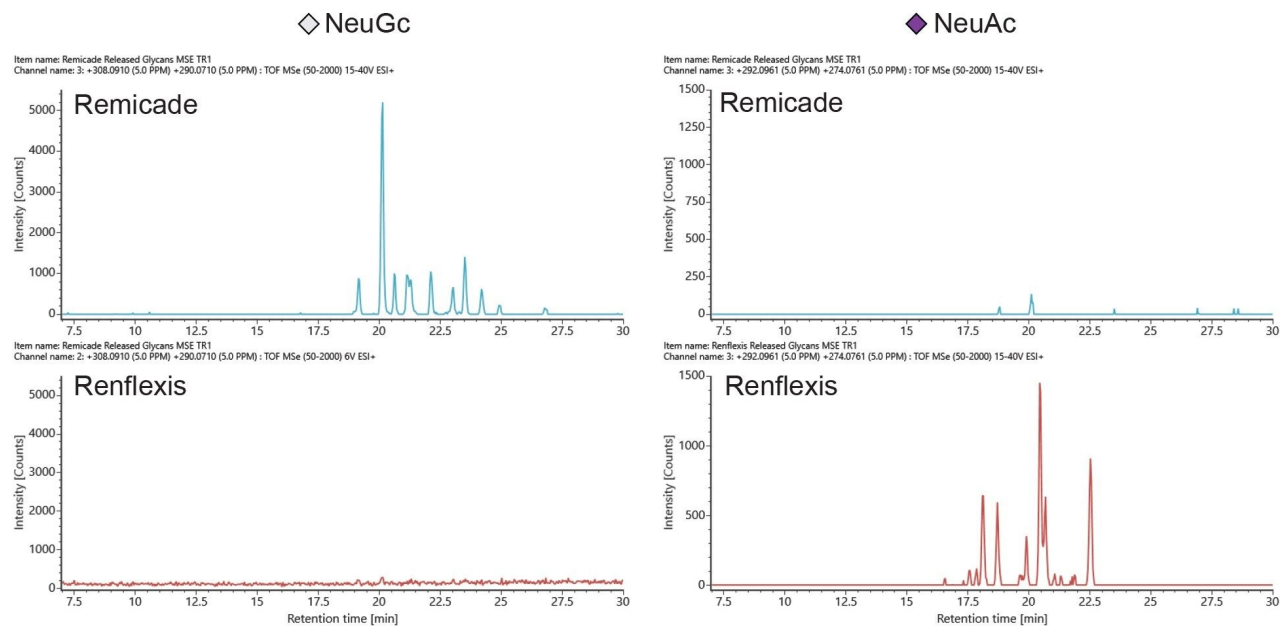 NeuGc
NeuAc
Item name: Remicade Released Glycans MSE TR1
Channel name: 3: +308.0910 (5.0 PPM) +290.0710 (5.0 PPM) : TOF MSe (50-2000) 15-40V ESI+
Remicade
Intensity [Counts]
5000
4000
3000
2000
1000
0
7.5 10 12.5 15 17.5 20 22.5 25 27.5 30
Item name: Remicade Released Glycans MSE TR1
Channel name: 2: +308.0910 (5.0 PPM) +290.0710 (5.0 PPM) : TOF MSe (50-2000) 6V ESI+
Renflexis
Intensity [Counts]
5000
4000
3000
2000
1000
0
7.5 10 12.5 15 17.5 20 22.5 25 27.5 30
Retention time [min]
Item name: Remicade Released Glycans MSE TR1
Channel name: 3: +292.0961 (5.0 PPM) +274.0761 (5.0 PPM) : TOF MSe (50-2000) 15-40V ESI+
Remicade
Intensity [Counts]
1500
1250
1000
750
500
250
0
7.5 10 12.5 15 17.5 20 22.5 25 27.5 30
Item name: Renflexis Released Glycans MSE TR1
Channel name: 3: +292.0961 (5.0 PPM) +274.0761 (5.0 PPM) : TOF MSe (50-2000) 15-40V ESI+
Renflexis
Intensity [Counts]
1500
1000
500
0
7.5 10 12.5 15 17.5 20 22.5 25 27.5 30
Retention time [min]